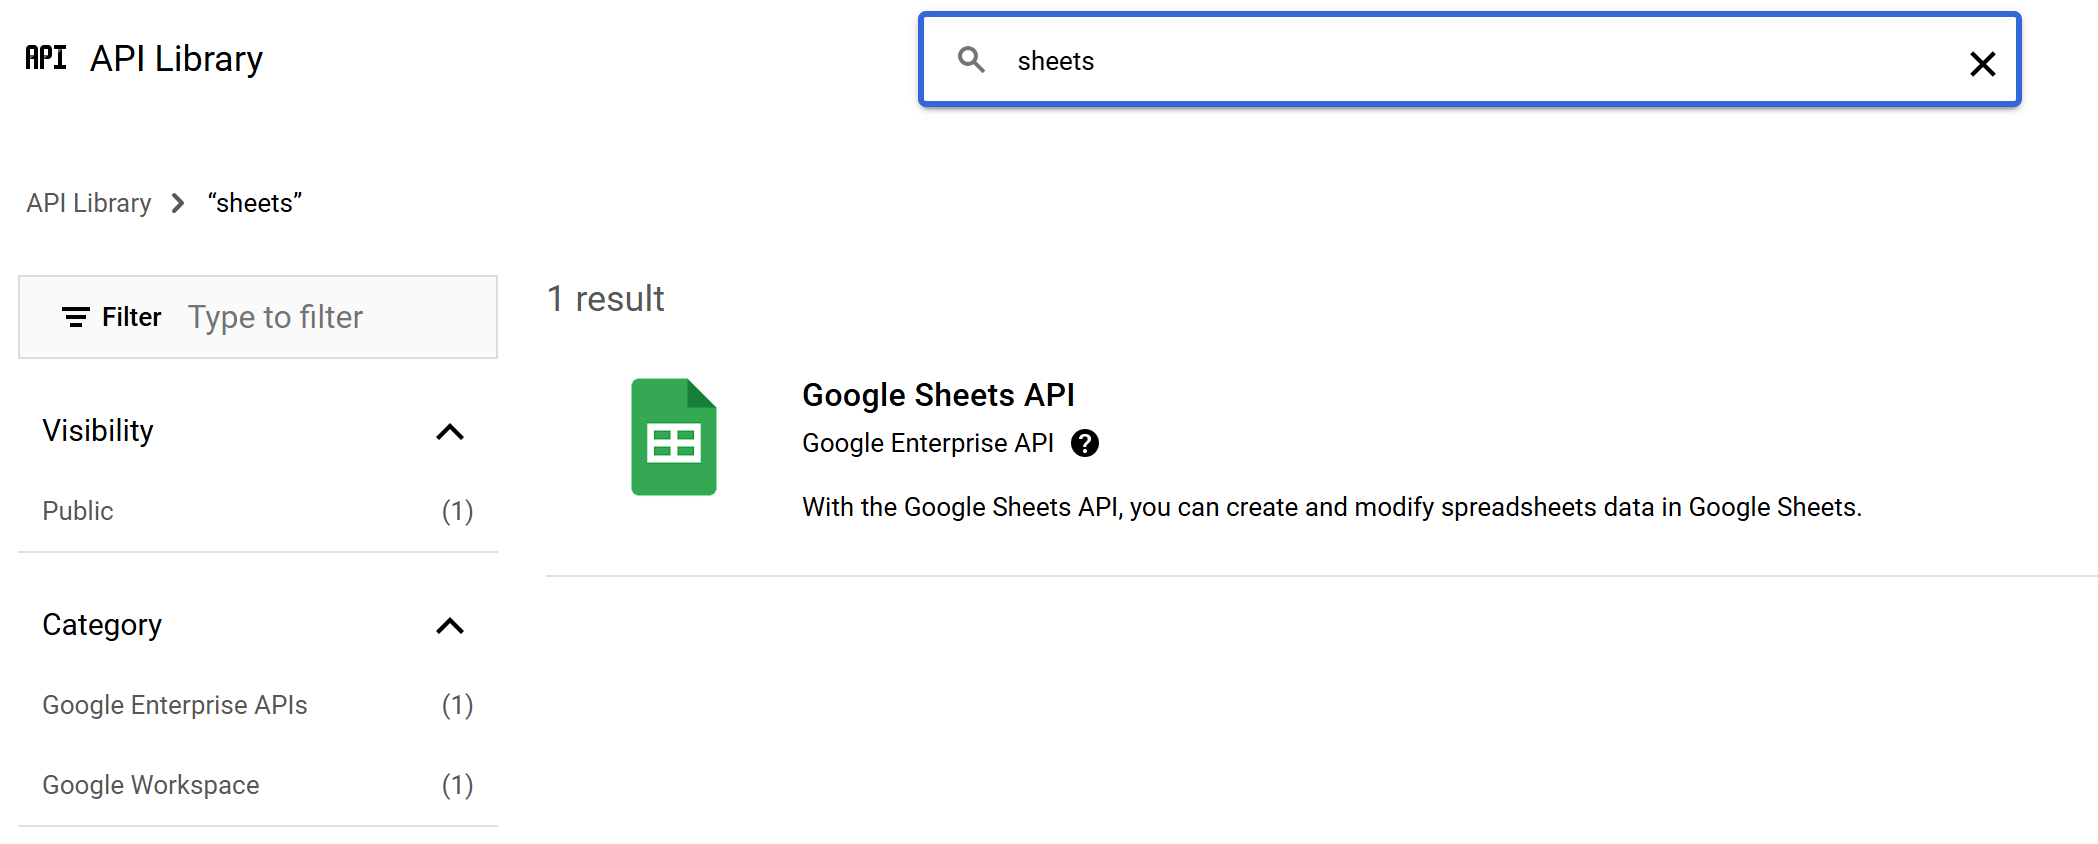 API API Library
sheets
API Library “sheets”
Filter Type to filter
1 result
Google Sheets API
Google Enterprise API
With the Google Sheets API, you can create and modify spreadsheets data in Google Sheets.
Visibility
Public (1)
Category
Google Enterprise APIs (1)
Google Workspace (1)